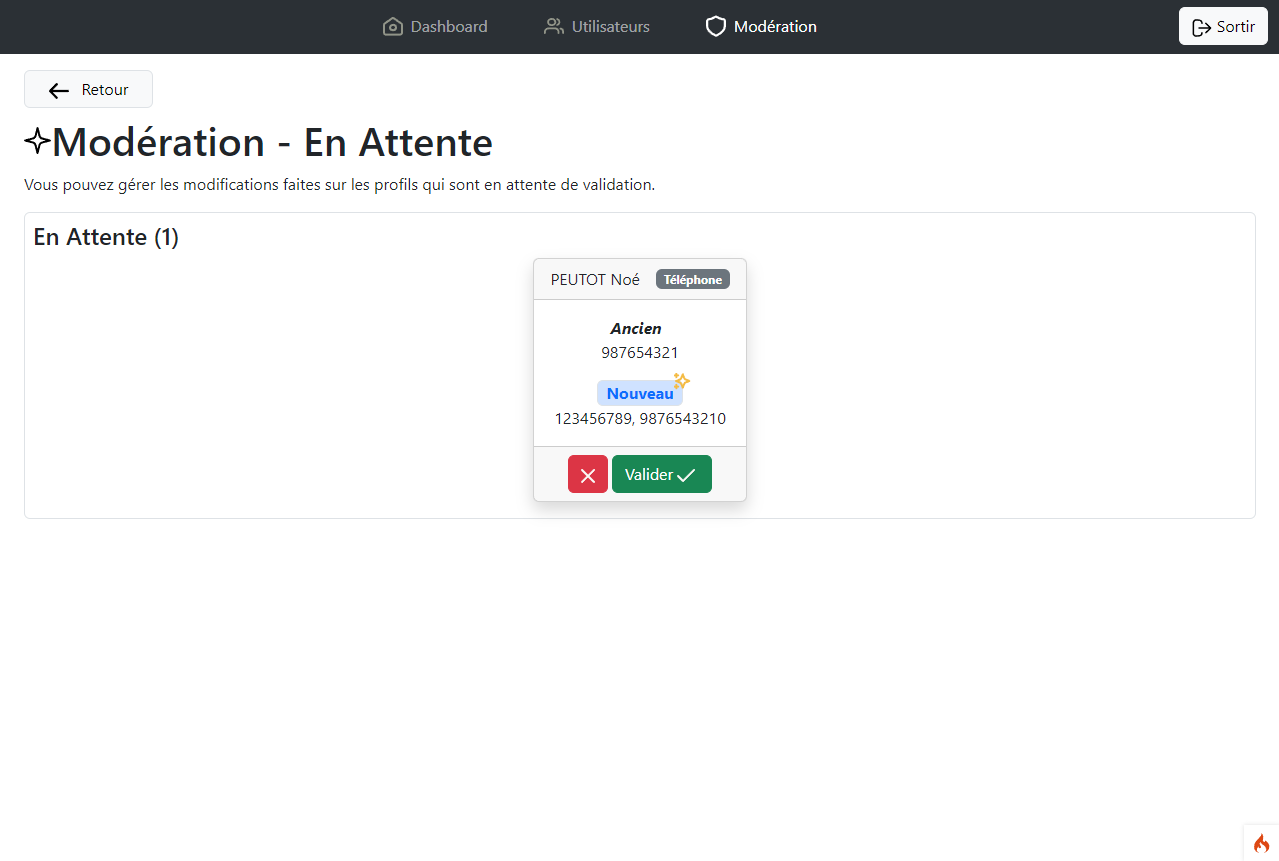 Dashboard Utilisateurs Modération Sortir
Retour
Modération - En Attente
Vous pouvez gérer les modifications faites sur les profils qui sont en attente de validation.
En Attente (1)
PEUTOT Noé Téléphone
Ancien
987654321
Nouveau
123456789, 9876543210
Valider